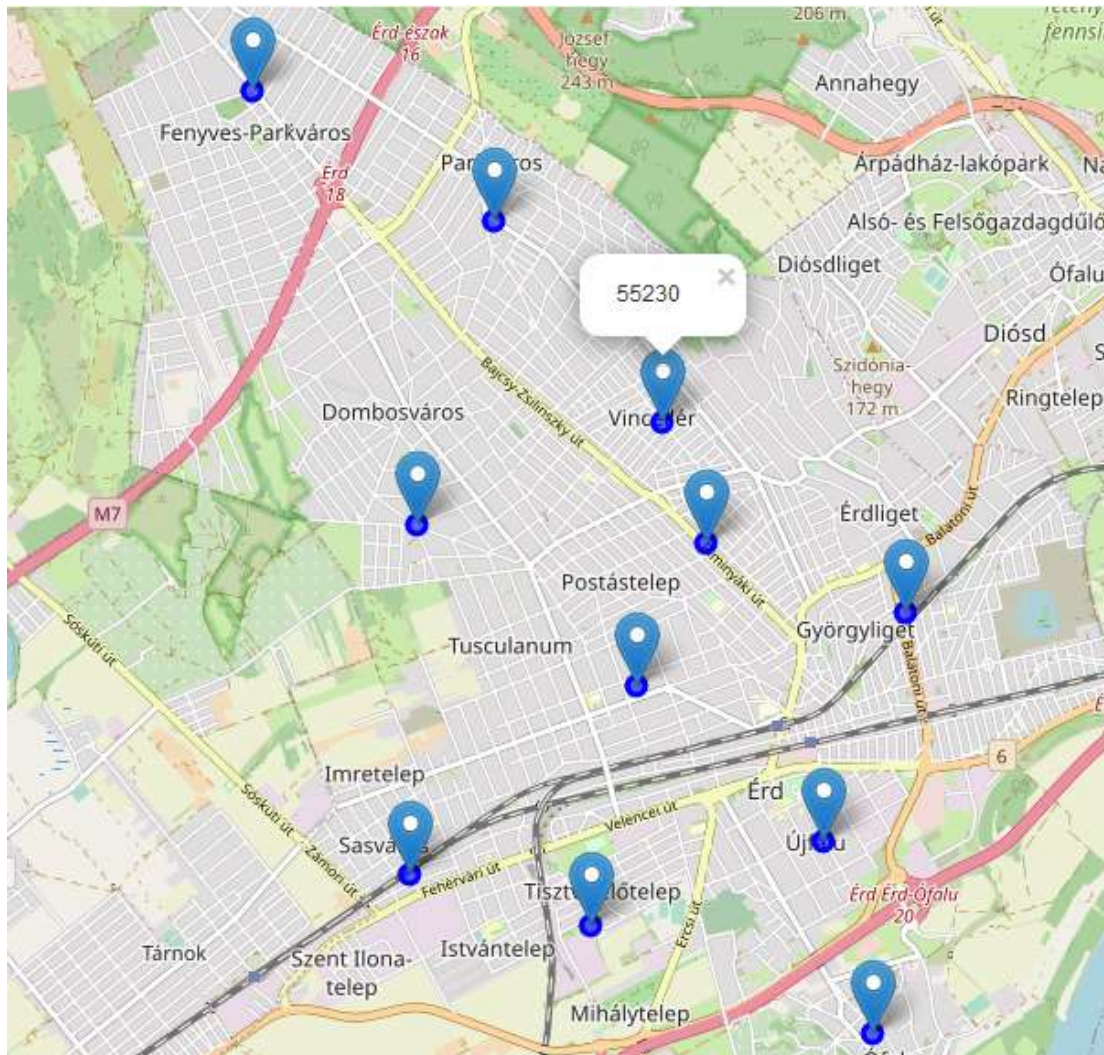 206 m
Érd-észak
16
József
hegy
243 m
fennsík
Annahegy
Fenyves-Parkváros
Árpádház-lakópark
Érd
18
Alsó- és Felsőgazdagdűlő
Diósdliget
Ófalu
55230
×
Diósd
Szidónia-
hegy
172 m
Bajcsy-Zsilinszky út
Ringtelep
Dombosváros
M7
Érdliget
Balatoni út
Postástelep
Sóskúti út
Györgyliget
Tusculanum
Balatoni út
6
Imretelep
Érd
Sóskúti út
Velencei út
Zámori út
Fehérvári út
Érd Érd-Ófalu
20
Ercsi út
Tárnok
Istvántelep
Szent Ilona-
telep
Mihálytelep